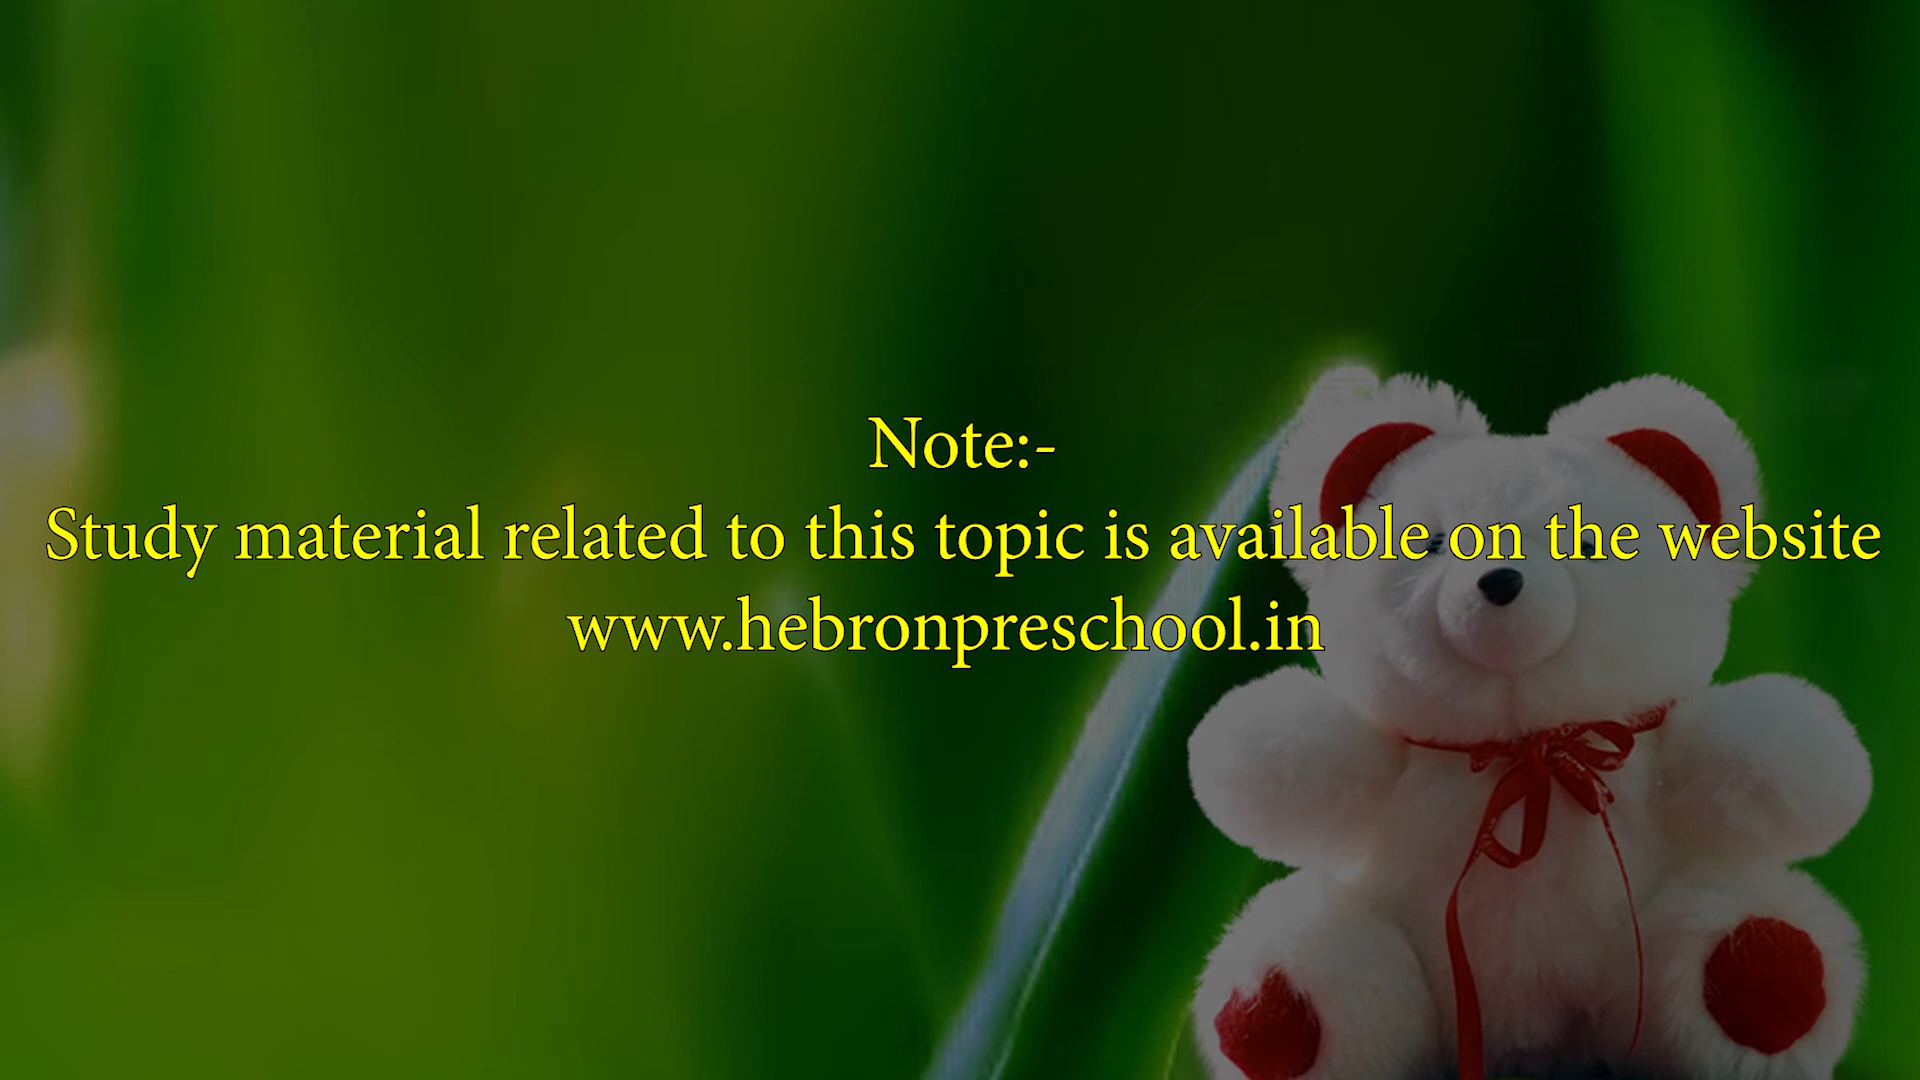 Note:-
Study material related to this topic is available on the website
www.hebronpreschool.in